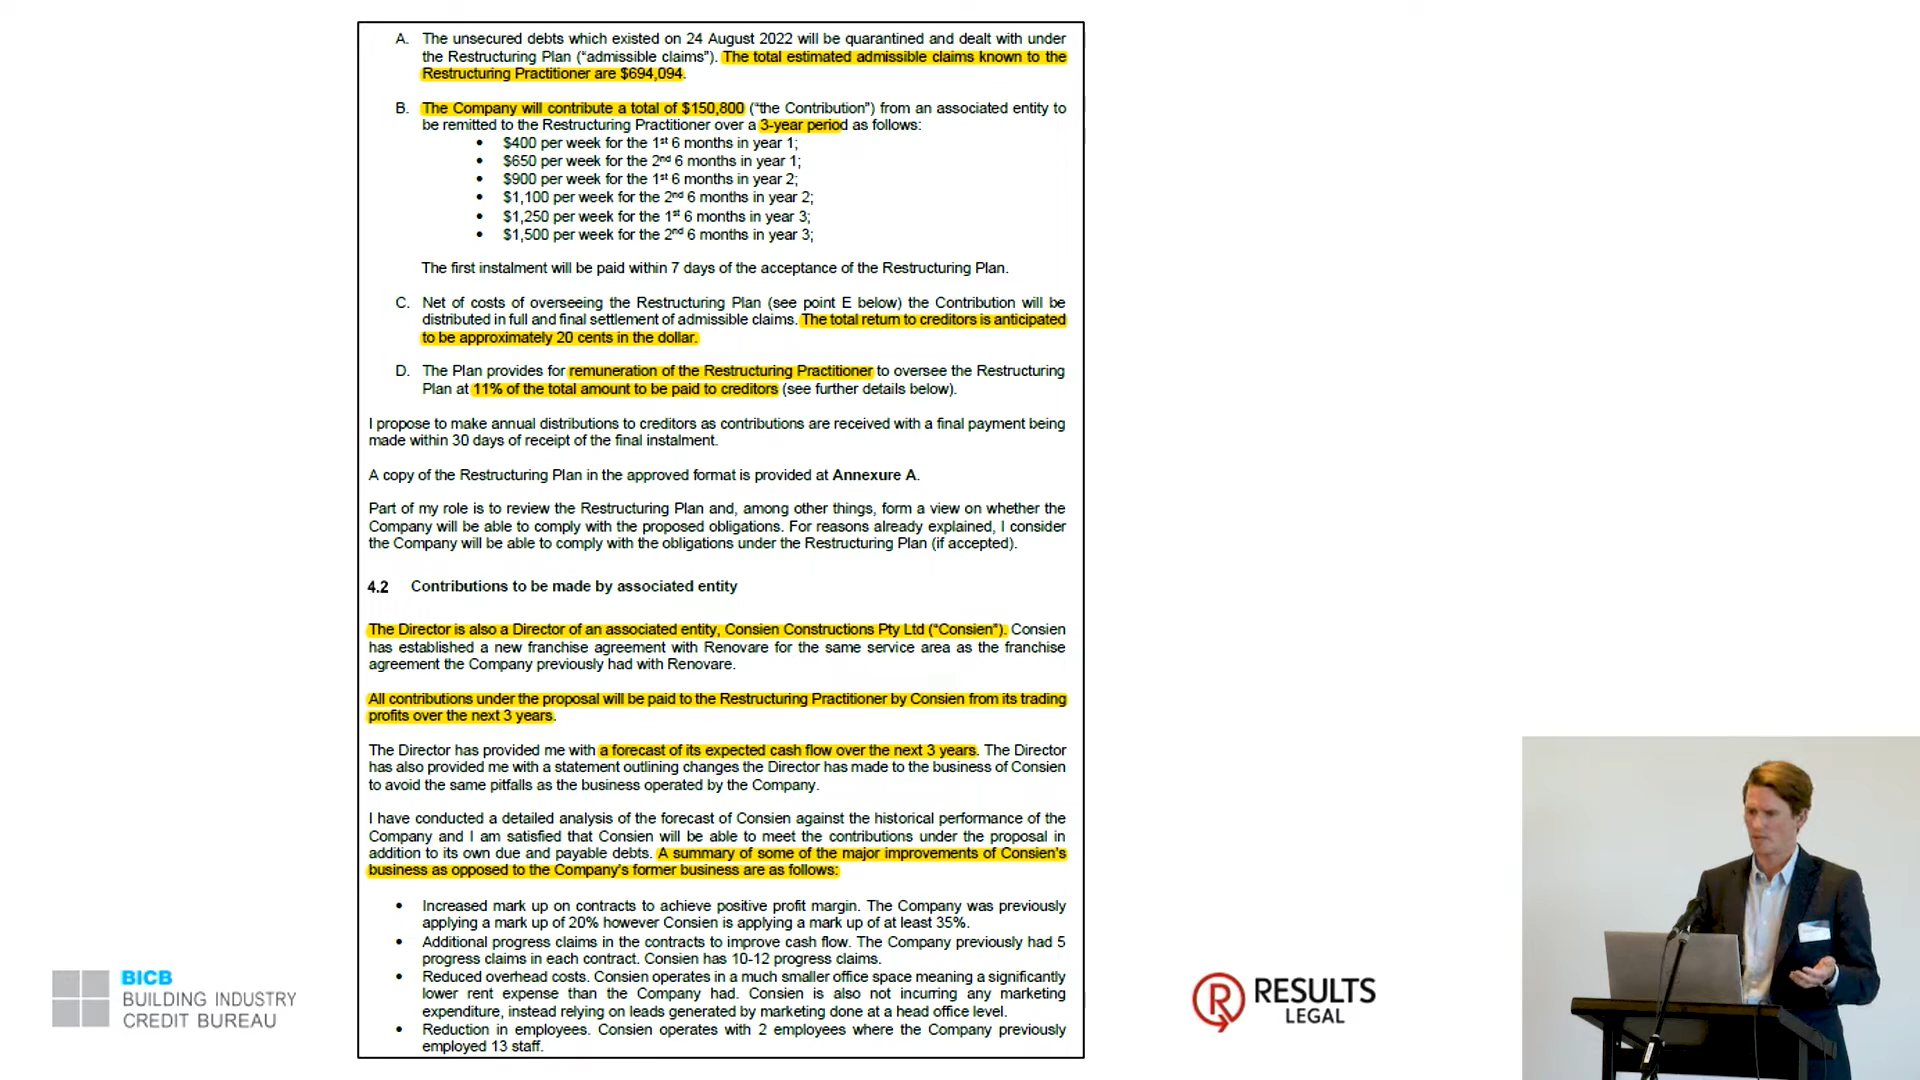 A. The unsecured debts which existed on 24 August 2022 will be quarantined and dealt with under
the Restructuring Plan ("admissible claims"). The total estimated admissible claims known to the
Restructuring Practitioner are $694,094.
B. The Company will contribute a total of $150,800 ("the Contribution") from an associated entity to
be remitted to the Restructuring Practitioner over a 3-year period as follows:
• $400 per week for the 1st 6 months in year 1;
• $650 per week for the 2nd 6 months in year 1;
• $900 per week for the 1st 6 months in year 2;
• $1,100 per week for the 2nd 6 months in year 2;
• $1,250 per week for the 1st 6 months in year 3;
• $1,500 per week for the 2nd 6 months in year 3;
The first instalment will be paid within 7 days of the acceptance of the Restructuring Plan.
C. Net of costs of overseeing the Restructuring Plan (see point E below) the Contribution will be
distributed in full and final settlement of admissible claims. The total return to creditors is anticipated
to be approximately 20 cents in the dollar.
D. The Plan provides for remuneration of the Restructuring Practitioner to oversee the Restructuring
Plan at 11% of the total amount to be paid to creditors (see further details below).
I propose to make annual distributions to creditors as contributions are received with a final payment being
made within 30 days of receipt of the final instalment.
A copy of the Restructuring Plan in the approved format is provided at Annexure A.
Part of my role is to review the Restructuring Plan and, among other things, form a view on whether the
Company will be able to comply with the proposed obligations. For reasons already explained, I consider
the Company will be able to comply with the obligations under the Restructuring Plan (if accepted).
4.2 Contributions to be made by associated entity
The Director is also a Director of an associated entity, Consien Constructions Pty Ltd ("Consien"). Consien
has established a new franchise agreement with Renovare for the same service area as the franchise
agreement the Company previously had with Renovare.
All contributions under the proposal will be paid to the Restructuring Practitioner by Consien from its trading
profits over the next 3 years.
The Director has provided me with a forecast of its expected cash flow over the next 3 years. The Director
has also provided me with a statement outlining changes the Director has made to the business of Consien
to avoid the same pitfalls as the business operated by the Company.
I have conducted a detailed analysis of the forecast of Consien against the historical performance of the
Company and I am satisfied that Consien will be able to meet the contributions under the proposal in
addition to its own due and payable debts. A summary of some of the major improvements of Consien's
business as opposed to the Company's former business are as follows:
• Increased mark up on contracts to achieve positive profit margin. The Company was previously
applying a mark up of 20% however Consien is applying a mark up of at least 35%.
• Additional progress claims in the contracts to improve cash flow. The Company previously had 5
progress claims in each contract. Consien has 10-12 progress claims.
• Reduced overhead costs. Consien operates in a much smaller office space meaning a significantly
lower rent expense than the Company had. Consien is also not incurring any marketing
expenditure, instead relying on leads generated by marketing done at a head office level.
• Reduction in employees. Consien operates with 2 employees where the Company previously
employed 13 staff.
BICB
BUILDING INDUSTRY
CREDIT BUREAU
R RESULTS
LEGAL